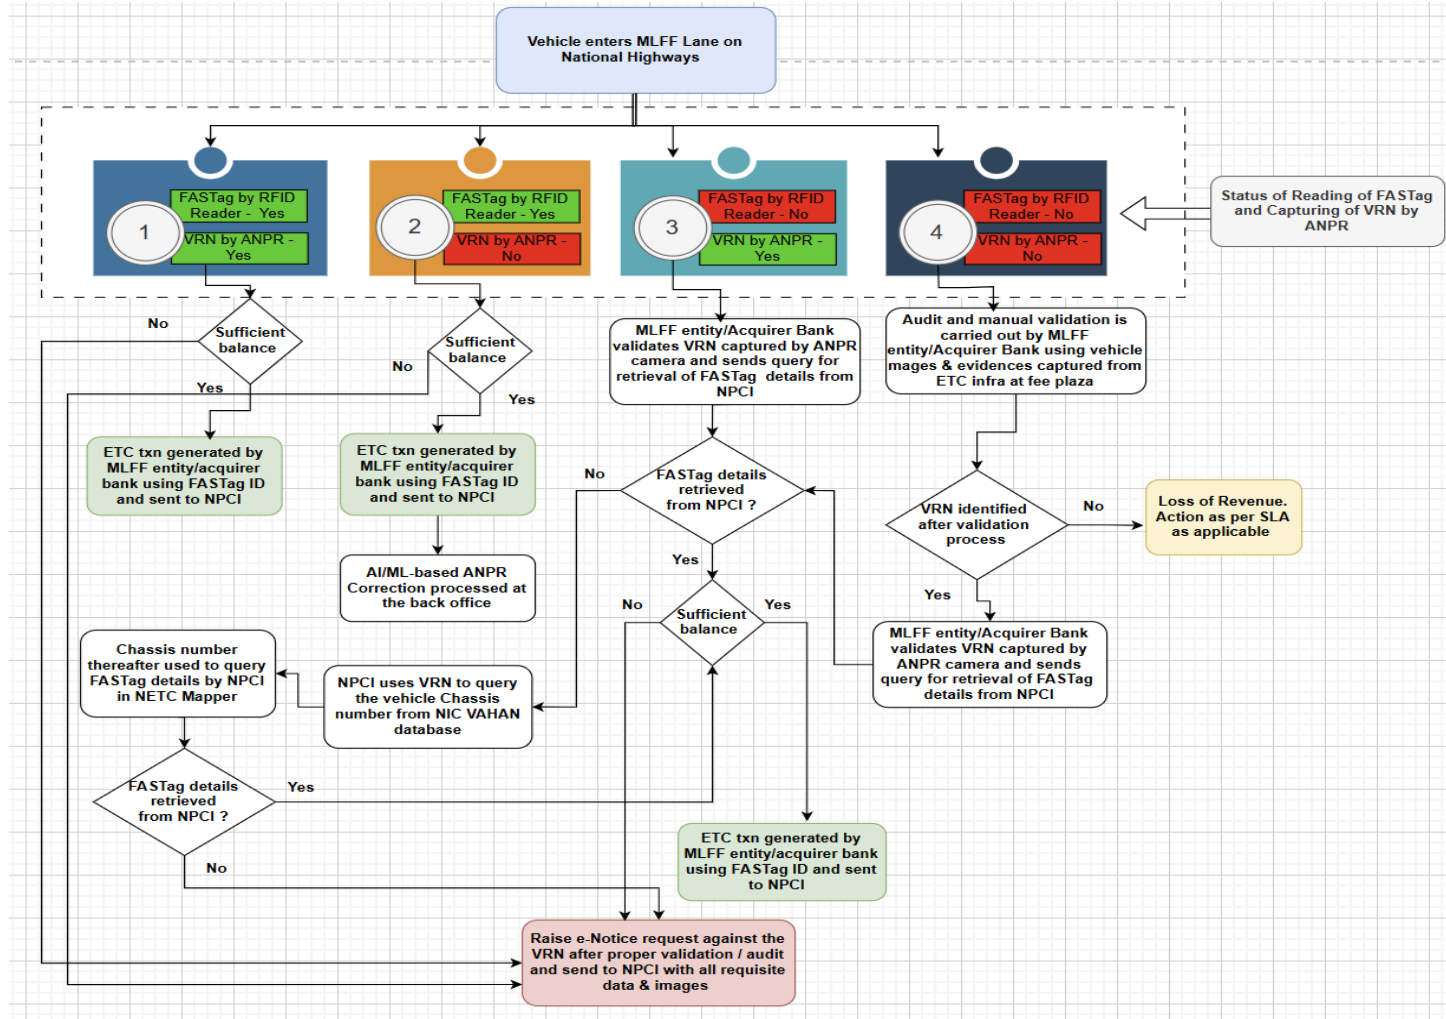 Vehicle enters MLFF Lane on
National Highways
1
FASTag by RFID
Reader - Yes
VRN by ANPR -
Yes
2
FASTag by RFID
Reader - Yes
VRN by ANPR -
No
3
FASTag by RFID
Reader - No
VRN by ANPR -
Yes
4
FASTag by RFID
Reader - No
VRN by ANPR -
No
Status of Reading of FASTag
and Capturing of VRN by
ANPR
No
Sufficient
balance
Yes
Sufficient
balance
No
Yes
MLFF entity/Acquirer Bank
validates VRN captured by ANPR
camera and sends query for
retrieval of FASTag details from
NPCI
Audit and manual validation is
carried out by MLFF
entity/Acquirer Bank using vehicle
mages & evidences captured from
ETC infra at fee plaza
ETC txn generated by
MLFF entity/acquirer
bank using FASTag ID
and sent to NPCI
ETC txn generated by
MLFF entity/acquirer
bank using FASTag ID
and sent to NPCI
No
FASTag details
retrieved
from NPCI ?
Yes
VRN identified
after validation
process
No
Loss of Revenue.
Action as per SLA
as applicable
Yes
AI/ML-based ANPR
Correction processed at
the back office
No
Sufficient
balance
Yes
MLFF entity/Acquirer Bank
validates VRN captured by
ANPR camera and sends
query for retrieval of FASTag
details from NPCI
Chassis number
thereafter used to query
FASTag details by NPCI
in NETC Mapper
NPCI uses VRN to query
the vehicle Chassis
number from NIC VAHAN
database
FASTag details
retrieved
from NPCI ?
Yes
No
ETC txn generated by
MLFF entity/acquirer bank
using FASTag ID and sent
to NPCI
Raise e-Notice request against the
VRN after proper validation / audit
and send to NPCI with all requisite
data & images